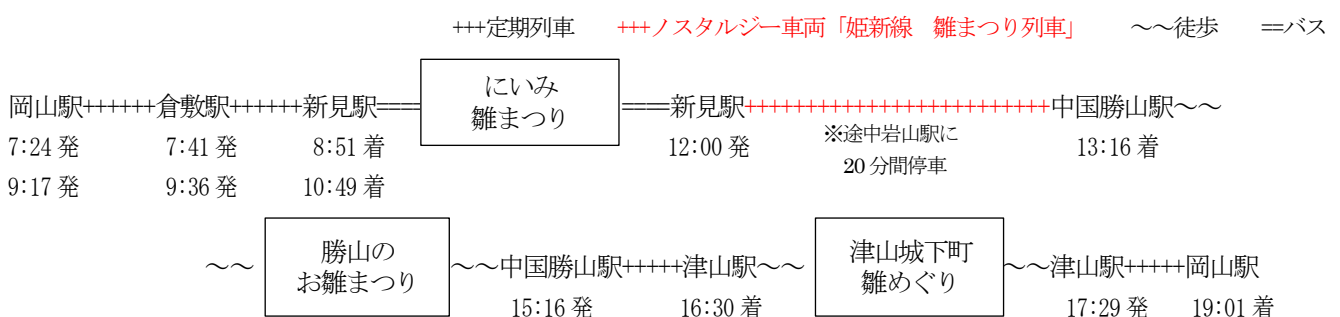 +++定期列車　+++ノスタルジー車両「姫新線　雛まつり列車」　～～徒歩　==バス
にいみ
雛まつり
岡山駅++++++倉敷駅++++++新見駅====　====新見駅+++++++++++++++++++++++++中国勝山駅～～
7:24 発　7:41 発　8:51 着　12:00 発　※途中岩山駅に　13:16 着
20 分間停車
9:17 発　9:36 発　10:49 着
勝山の
お雛まつり
津山城下町
雛めぐり
～～　～～中国勝山駅+++++津山駅～～　～～津山駅+++++岡山駅
15:16 発　16:30 着　17:29 発　19:01 着